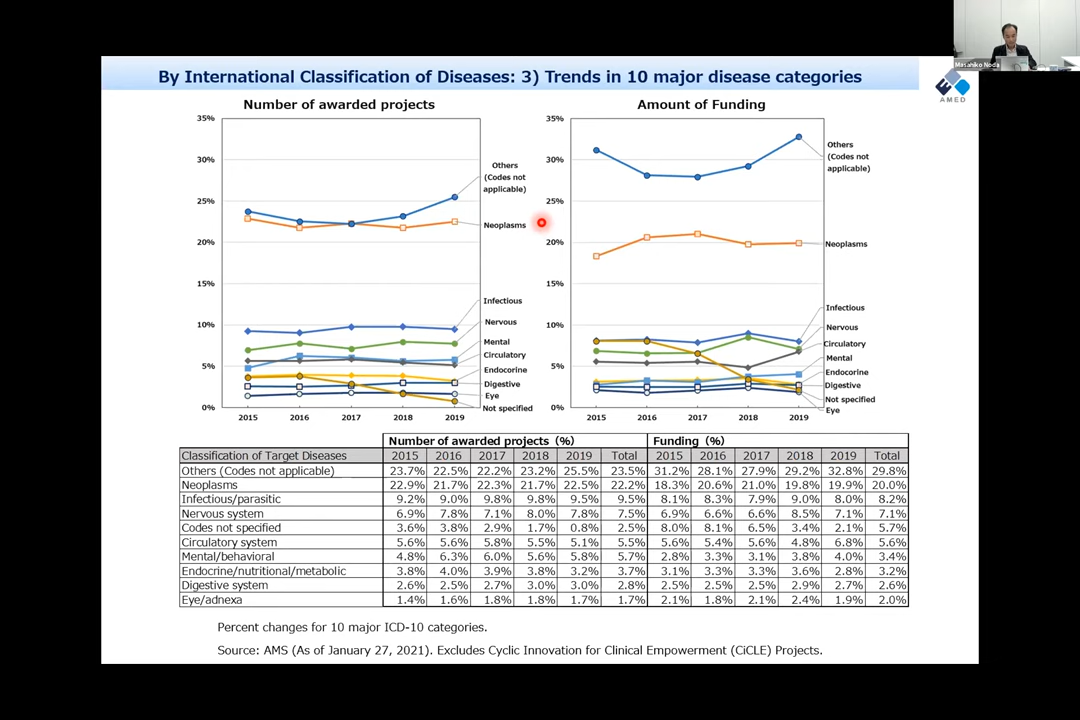 Masahiko Noda
By International Classification of Diseases: 3) Trends in 10 major disease categories
AMED
Number of awarded projects
35%
30%
25%
20%
15%
10%
5%
0%
2015 2016 2017 2018 2019
Others
(Codes not
applicable)
Neoplasms
Infectious
Nervous
Mental
Circulatory
Endocorine
Digestive
Eye
Not specified
Amount of Funding
35%
30%
25%
20%
15%
10%
5%
0%
2015 2016 2017 2018 2019
Others
(Codes not
applicable)
Neoplasms
Infectious
Nervous
Circulatory
Mental
Endocorine
Digestive
Not specified
Eye
Number of awarded projects (%) Funding (%)
Classification of Target Diseases 2015 2016 2017 2018 2019 Total 2015 2016 2017 2018 2019 Total
Others (Codes not applicable) 23.7% 22.5% 22.2% 23.2% 25.5% 23.5% 31.2% 28.1% 27.9% 29.2% 32.8% 29.8%
Neoplasms 22.9% 21.7% 22.3% 21.7% 22.5% 22.2% 18.3% 20.6% 21.0% 19.8% 19.9% 20.0%
Infectious/parasitic 9.2% 9.0% 9.8% 9.8% 9.5% 9.5% 8.1% 8.3% 7.9% 9.0% 8.0% 8.2%
Nervous system 6.9% 7.8% 7.1% 8.0% 7.8% 7.5% 6.9% 6.6% 6.6% 8.5% 7.1% 7.1%
Codes not specified 3.6% 3.8% 2.9% 1.7% 0.8% 2.5% 8.0% 8.1% 6.5% 3.4% 2.1% 5.7%
Circulatory system 5.6% 5.6% 5.8% 5.5% 5.1% 5.5% 5.6% 5.4% 5.6% 4.8% 6.8% 5.6%
Mental/behavioral 4.8% 6.3% 6.0% 5.6% 5.8% 5.7% 2.8% 3.3% 3.1% 3.8% 4.0% 3.4%
Endocrine/nutritional/metabolic 3.8% 4.0% 3.9% 3.8% 3.2% 3.7% 3.1% 3.3% 3.3% 3.6% 2.8% 3.2%
Digestive system 2.6% 2.5% 2.7% 3.0% 3.0% 2.8% 2.5% 2.5% 2.5% 2.9% 2.7% 2.6%
Eye/adnexa 1.4% 1.6% 1.8% 1.8% 1.7% 1.7% 2.1% 1.8% 2.1% 2.4% 1.9% 2.0%
Percent changes for 10 major ICD-10 categories.
Source: AMS (As of January 27, 2021). Excludes Cyclic Innovation for Clinical Empowerment (CiCLE) Projects.